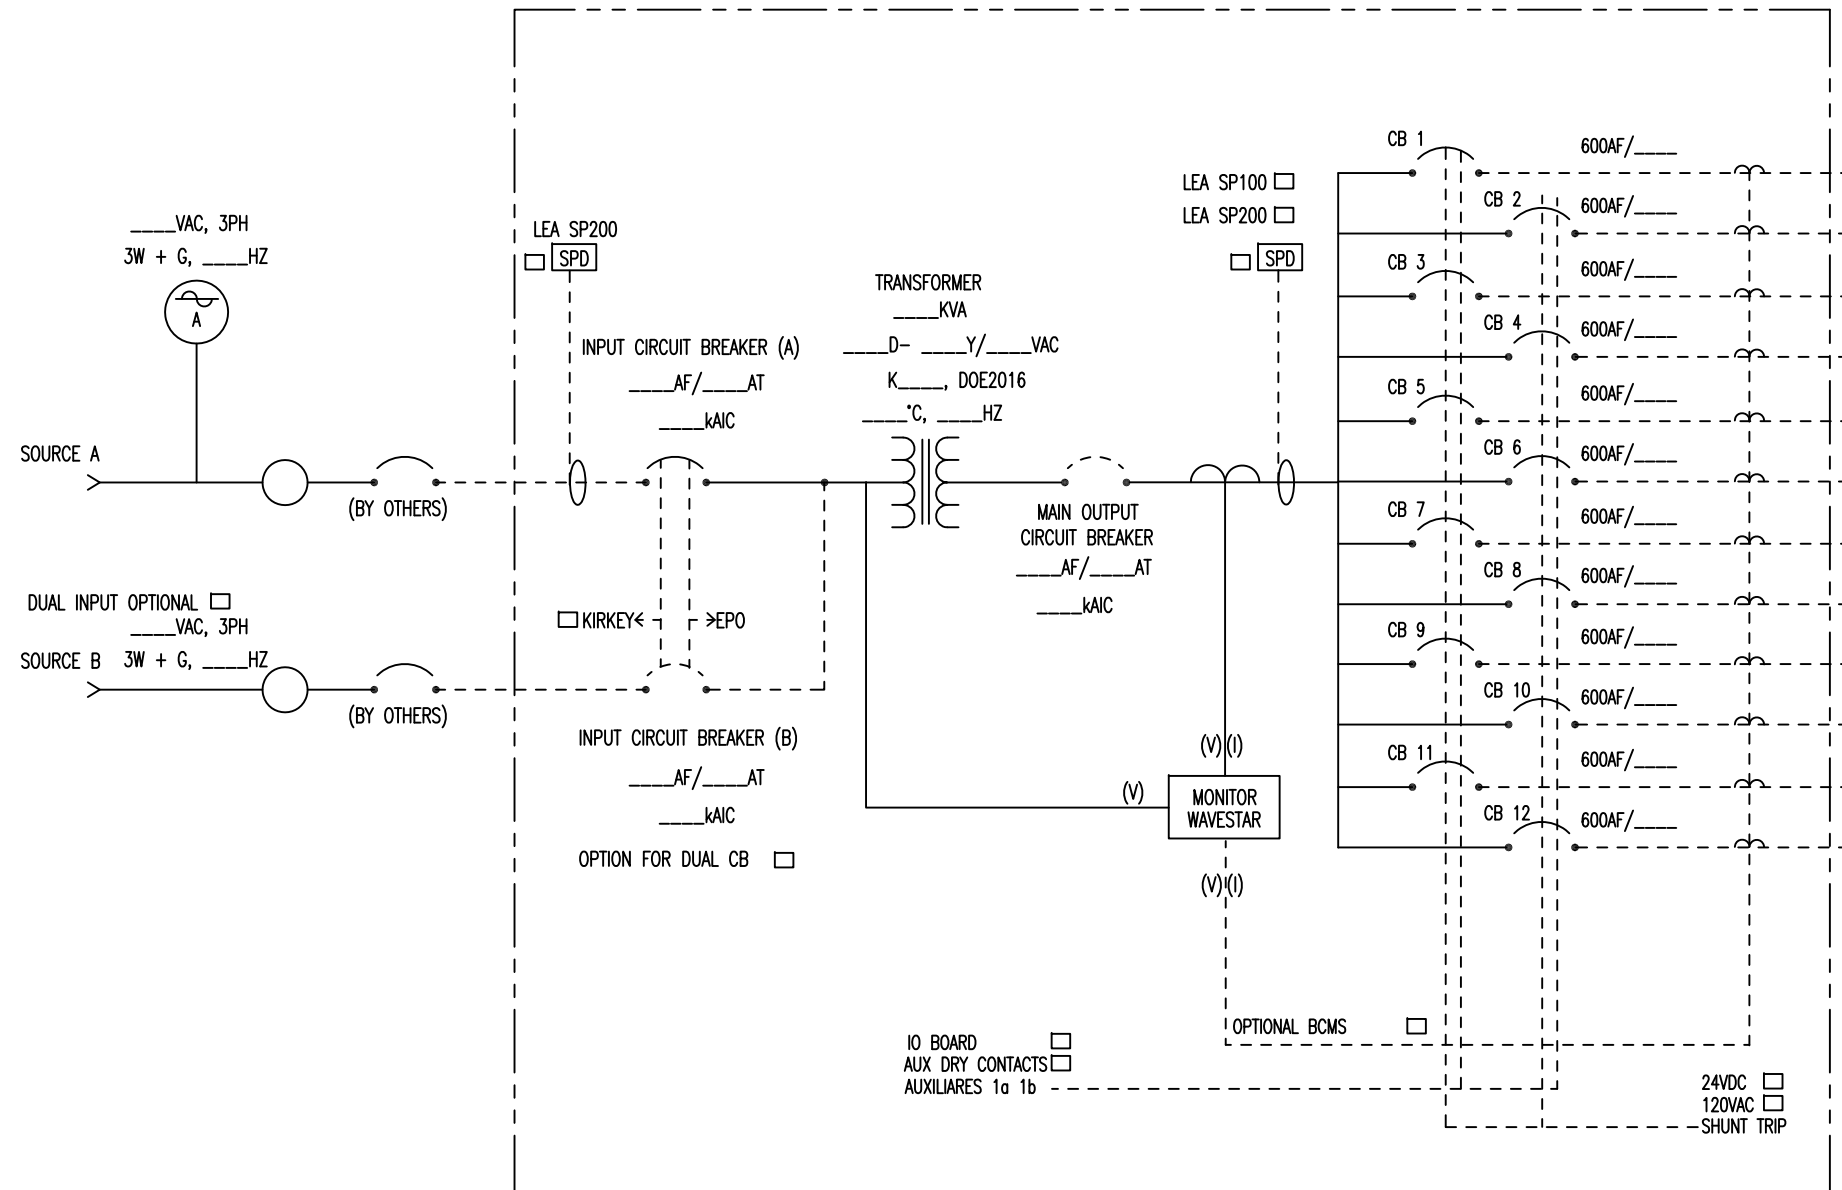 ____VAC, 3PH
3W + G, ____HZ
A
SOURCE A
(BY OTHERS)
DUAL INPUT OPTIONAL
____VAC, 3PH
SOURCE B
3W + G, ____HZ
(BY OTHERS)
LEA SP200
SPD
INPUT CIRCUIT BREAKER (A)
____AF/____AT
____kAIC
KIRKEY
EPO
INPUT CIRCUIT BREAKER (B)
____AF/____AT
____kAIC
OPTION FOR DUAL CB
TRANSFORMER
____KVA
____D- ____Y/____VAC
K____, DOE2016
____°C, ____HZ
MAIN OUTPUT
CIRCUIT BREAKER
____AF/____AT
____kAIC
LEA SP100
LEA SP200
SPD
(V) (I)
(V)
MONITOR
WAVESTAR
(V) (I)
CB 1
600AF/____
CB 2
600AF/____
CB 3
600AF/____
CB 4
600AF/____
CB 5
600AF/____
CB 6
600AF/____
CB 7
600AF/____
CB 8
600AF/____
CB 9
600AF/____
CB 10
600AF/____
CB 11
600AF/____
CB 12
600AF/____
OPTIONAL BCMS
IO BOARD
AUX DRY CONTACTS
AUXILIARES 1a 1b
24VDC
120VAC
SHUNT TRIP